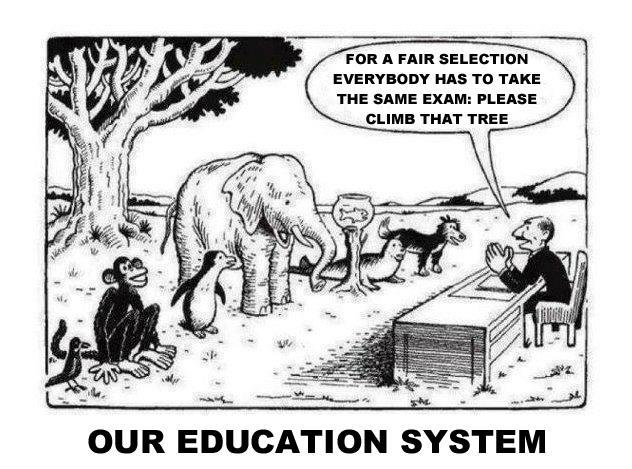 FOR A FAIR SELECTION
EVERYBODY HAS TO TAKE
THE SAME EXAM: PLEASE
CLIMB THAT TREE
OUR EDUCATION SYSTEM